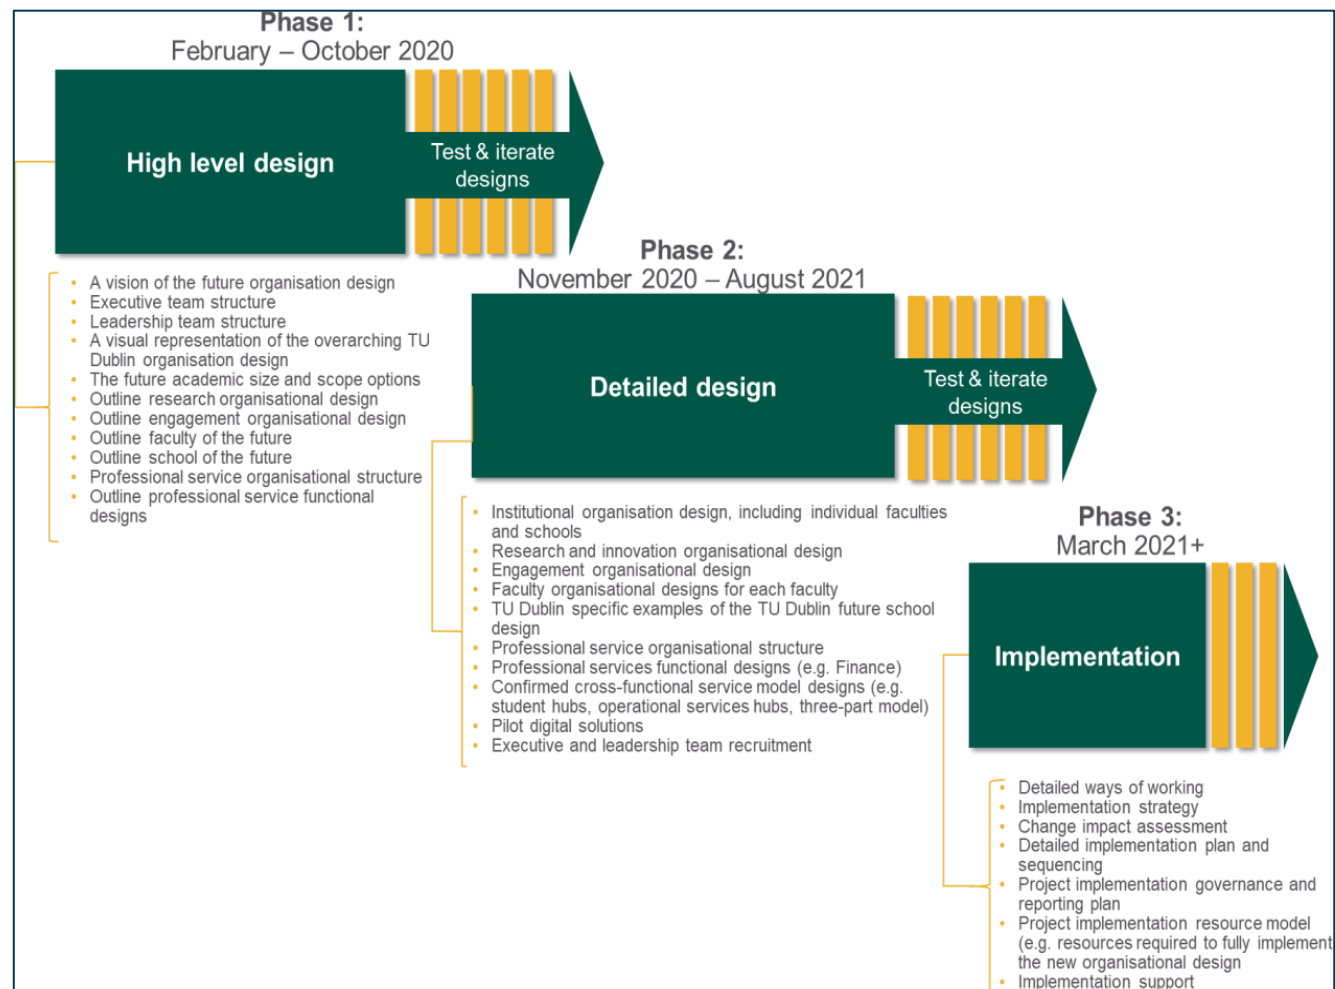 Phase 1:
February – October 2020
High level design
Test & iterate
designs
• A vision of the future organisation design
• Executive team structure
• Leadership team structure
• A visual representation of the overarching TU
Dublin organisation design
• The future academic size and scope options
• Outline research organisational design
• Outline engagement organisational design
• Outline faculty of the future
• Outline school of the future
• Professional service organisational structure
• Outline professional service functional
designs
Phase 2:
November 2020 – August 2021
Detailed design
Test & iterate
designs
• Institutional organisation design, including individual faculties
and schools
• Research and innovation organisational design
• Engagement organisational design
• Faculty organisational designs for each faculty
• TU Dublin specific examples of the TU Dublin future school
design
• Professional service organisational structure
• Professional services functional designs (e.g. Finance)
• Confirmed cross-functional service model designs (e.g.
student hubs, operational services hubs, three-part model)
• Pilot digital solutions
• Executive and leadership team recruitment
Phase 3:
March 2021+
Implementation
• Detailed ways of working
• Implementation strategy
• Change impact assessment
• Detailed implementation plan and
sequencing
• Project implementation governance and
reporting plan
• Project implementation resource model
(e.g. resources required to fully implement
the new organisational design
• Implementation support